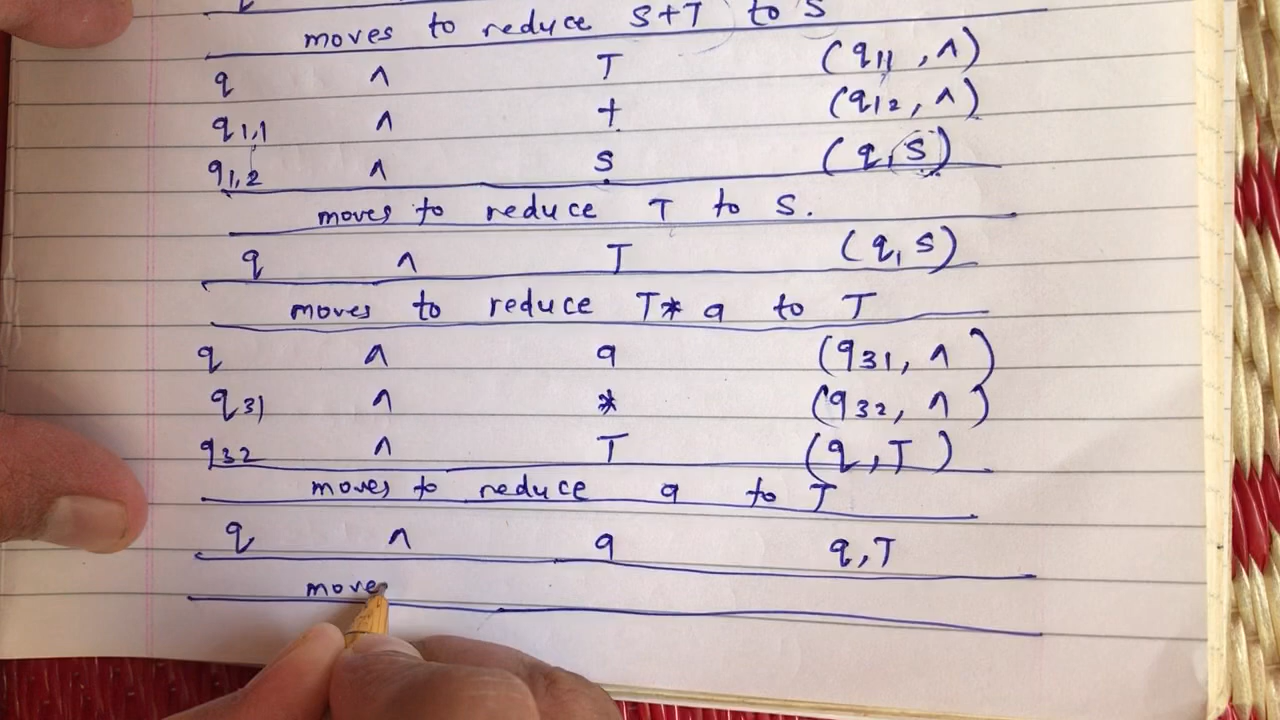 moves to reduce S+T to S
q ∧ T (q11, ∧)
q1,1 ∧ + (q12, ∧)
q1,2 ∧ S (q, S)
moves to reduce T to S.
q ∧ T (q, S)
moves to reduce T* a to T
q ∧ a (q31, ∧)
q31 ∧ * (q32, ∧)
q32 ∧ T (q, T)
moves to reduce a to T
q ∧ a q, T
move